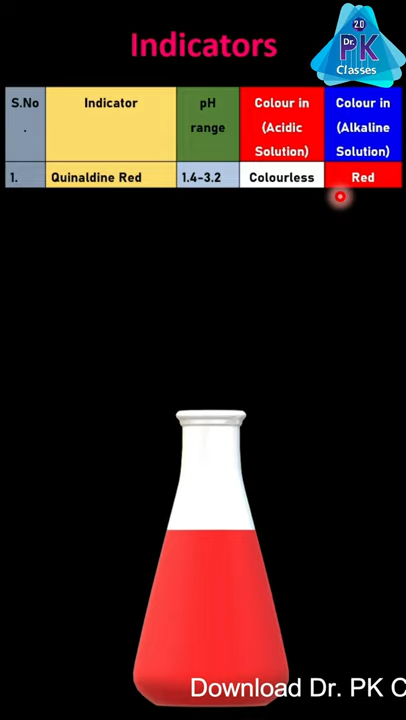 Indicators
2.0
Dr.
PK
Classes
S.No
.
Indicator
pH
range
Colour in
(Acidic
Solution)
Colour in
(Alkaline
Solution)
1.
Quinaldine Red
1.4-3.2
Colourless
Red
Download Dr. PK C